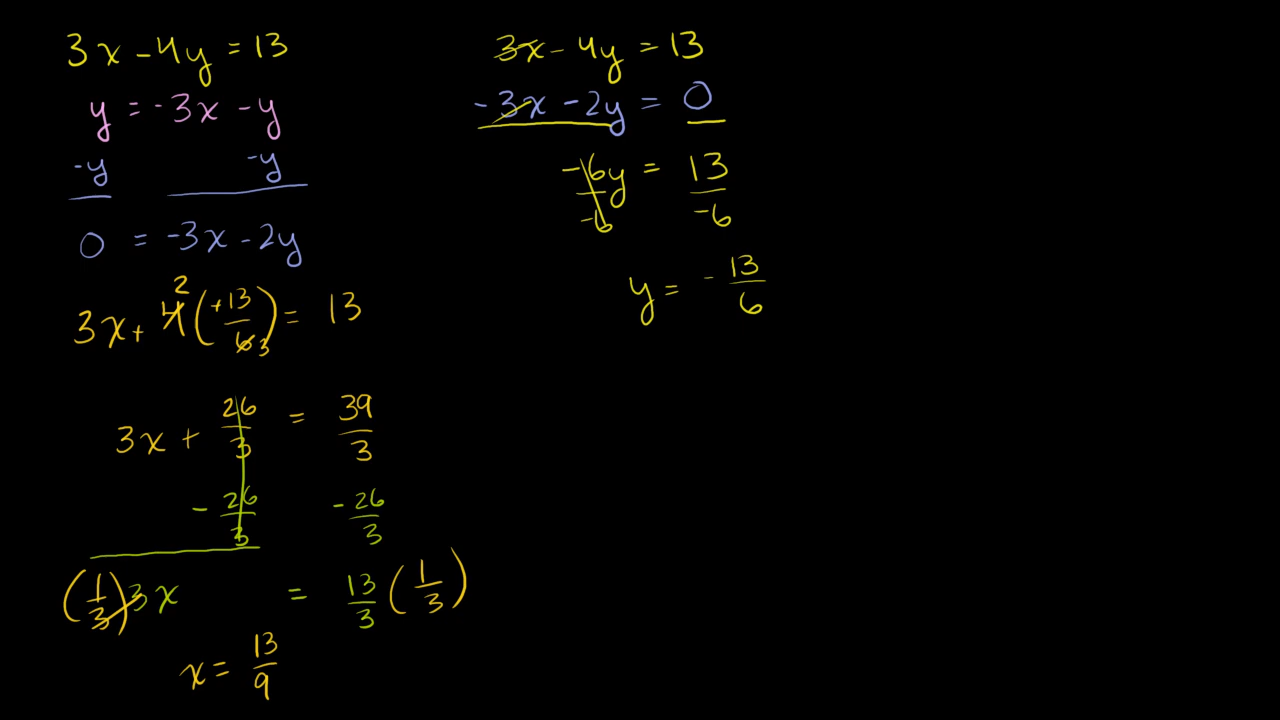 3x - 4y = 13
y = -3x - y
-y -y
0 = -3x - 2y
3x + 4 2 (+13/6 3) = 13
3x + 26/3 = 39/3
- 26/3 -26/3
(1/3) 3x = 13/3 (1/3)
x = 13/9
3x - 4y = 13
-3x - 2y = 0
-6y/-6 = 13/-6
y = -13/6